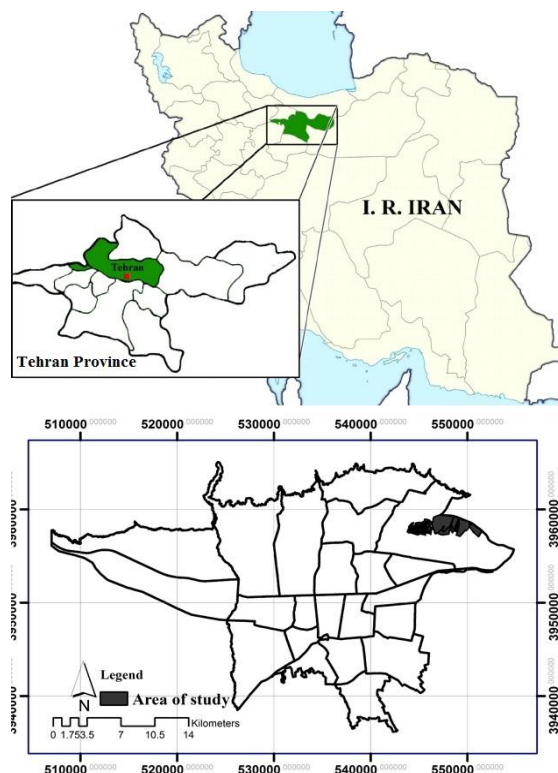 I. R. IRAN
Tehran
Tehran Province
510000 520000 530000 540000 550000
3960000 3960000
3950000 3950000
3940000 3940000
Legend
Area of study
N
Kilometers
0 1.75 3.5 7 10.5 14
510000 520000 530000 540000 550000